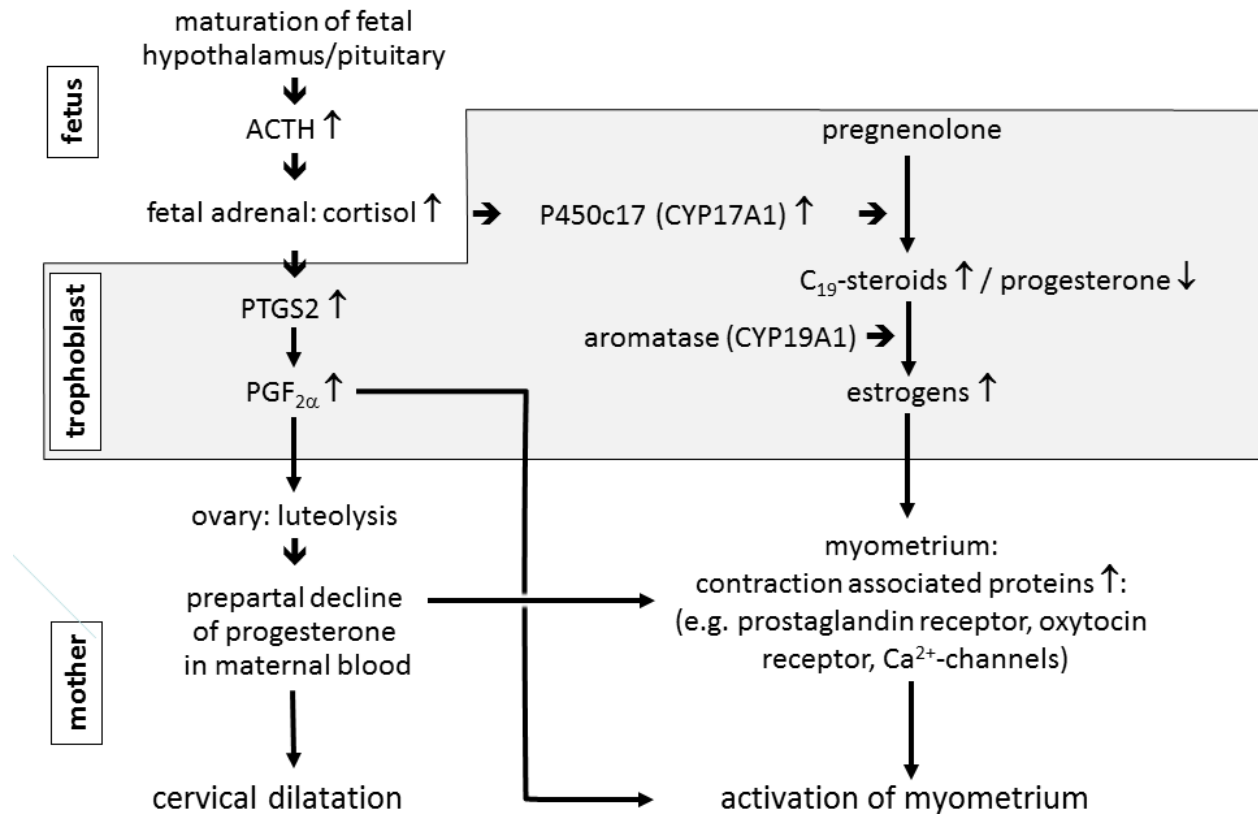 maturation of fetal
hypothalamus/pituitary
fetus
ACTH ↑
pregnenolone
fetal adrenal: cortisol ↑
P450c17 (CYP17A1) ↑
C₁₉-steroids ↑ / progesterone ↓
trophoblast
PTGS2 ↑
aromatase (CYP19A1)
PGF₂α ↑
estrogens ↑
ovary: luteolysis
mother
prepartal decline
of progesterone
in maternal blood
myometrium:
contraction associated proteins ↑:
(e.g. prostaglandin receptor, oxytocin
receptor, Ca²⁺-channels)
cervical dilatation
activation of myometrium